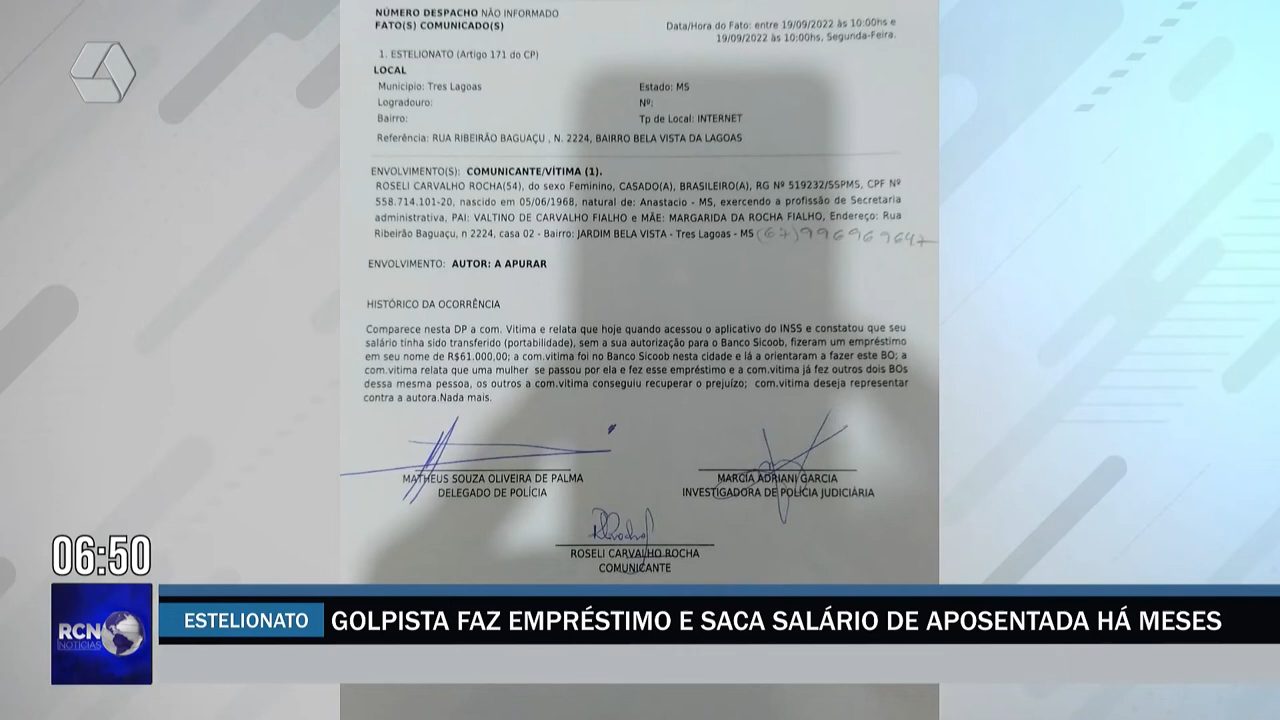 NÚMERO DESPACHO NÃO INFORMADO
FATO(S) COMUNICADO(S)
Data/Hora do Fato: entre 19/09/2022 às 10:00hs e
19/09/2022 às 10:00hs, Segunda-Feira.
1. ESTELIONATO (Artigo 171 do CP)
LOCAL
Municipio: Tres Lagoas
Estado: MS
Logradouro:
Nº:
Bairro:
Tp de Local: INTERNET
Referência: RUA RIBEIRÃO BAGUAÇU , N. 2224, BAIRRO BELA VISTA DA LAGOAS
ENVOLVIMENTO(S): COMUNICANTE/VÍTIMA (1).
ROSELI CARVALHO ROCHA(54), do sexo Feminino, CASADO(A), BRASILEIRO(A), RG Nº 519232/SSPMS, CPF Nº
558.714.101-20, nascido em 05/06/1968, natural de: Anastacio - MS, exercendo a profissão de Secretaria
administrativa, PAI: VALTINO DE CARVALHO FIALHO e MÃE: MARGARIDA DA ROCHA FIALHO, Endereço: Rua
Ribeirão Baguaçu, n 2224, casa 02 - Bairro: JARDIM BELA VISTA - Tres Lagoas - MS (67)996969647
ENVOLVIMENTO: AUTOR: A APURAR
HISTÓRICO DA OCORRÊNCIA
Comparece nesta DP a com. Vitima e relata que hoje quando acessou o aplicativo do INSS e constatou que seu
salário tinha sido transferido (portabilidade), sem a sua autorização para o Banco Sicoob, fizeram um empréstimo
em seu nome de R$61.000,00; a com.vitima foi no Banco Sicoob nesta cidade e lá a orientaram a fazer este BO; a
com.vitima relata que uma mulher se passou por ela e fez esse empréstimo e a com.vitima já fez outros dois BOs
dessa mesma pessoa, os outros a com.vitima conseguiu recuperar o prejuízo; com.vitima deseja representar
contra a autora.Nada mais.
MATHEUS SOUZA OLIVEIRA DE PALMA
DELEGADO DE POLÍCIA
MARCIA ADRIANI GARCIA
INVESTIGADORA DE POLÍCIA JUDICIÁRIA
ROSELI CARVALHO ROCHA
COMUNICANTE
06:50
RCN
NOTÍCIAS
ESTELIONATO
GOLPISTA FAZ EMPRÉSTIMO E SACA SALÁRIO DE APOSENTADA HÁ MESES